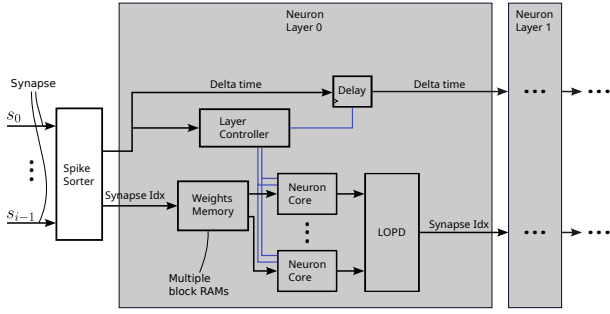 Neuron
Layer 0
Neuron
Layer 1
Synapse
Delta time
Delay
Delta time
s0
Layer
Controller
Spike
Sorter
Synapse Idx
Weights
Memory
Neuron
Core
LOPD
Synapse Idx
si−1
Neuron
Core
Multiple
block RAMs